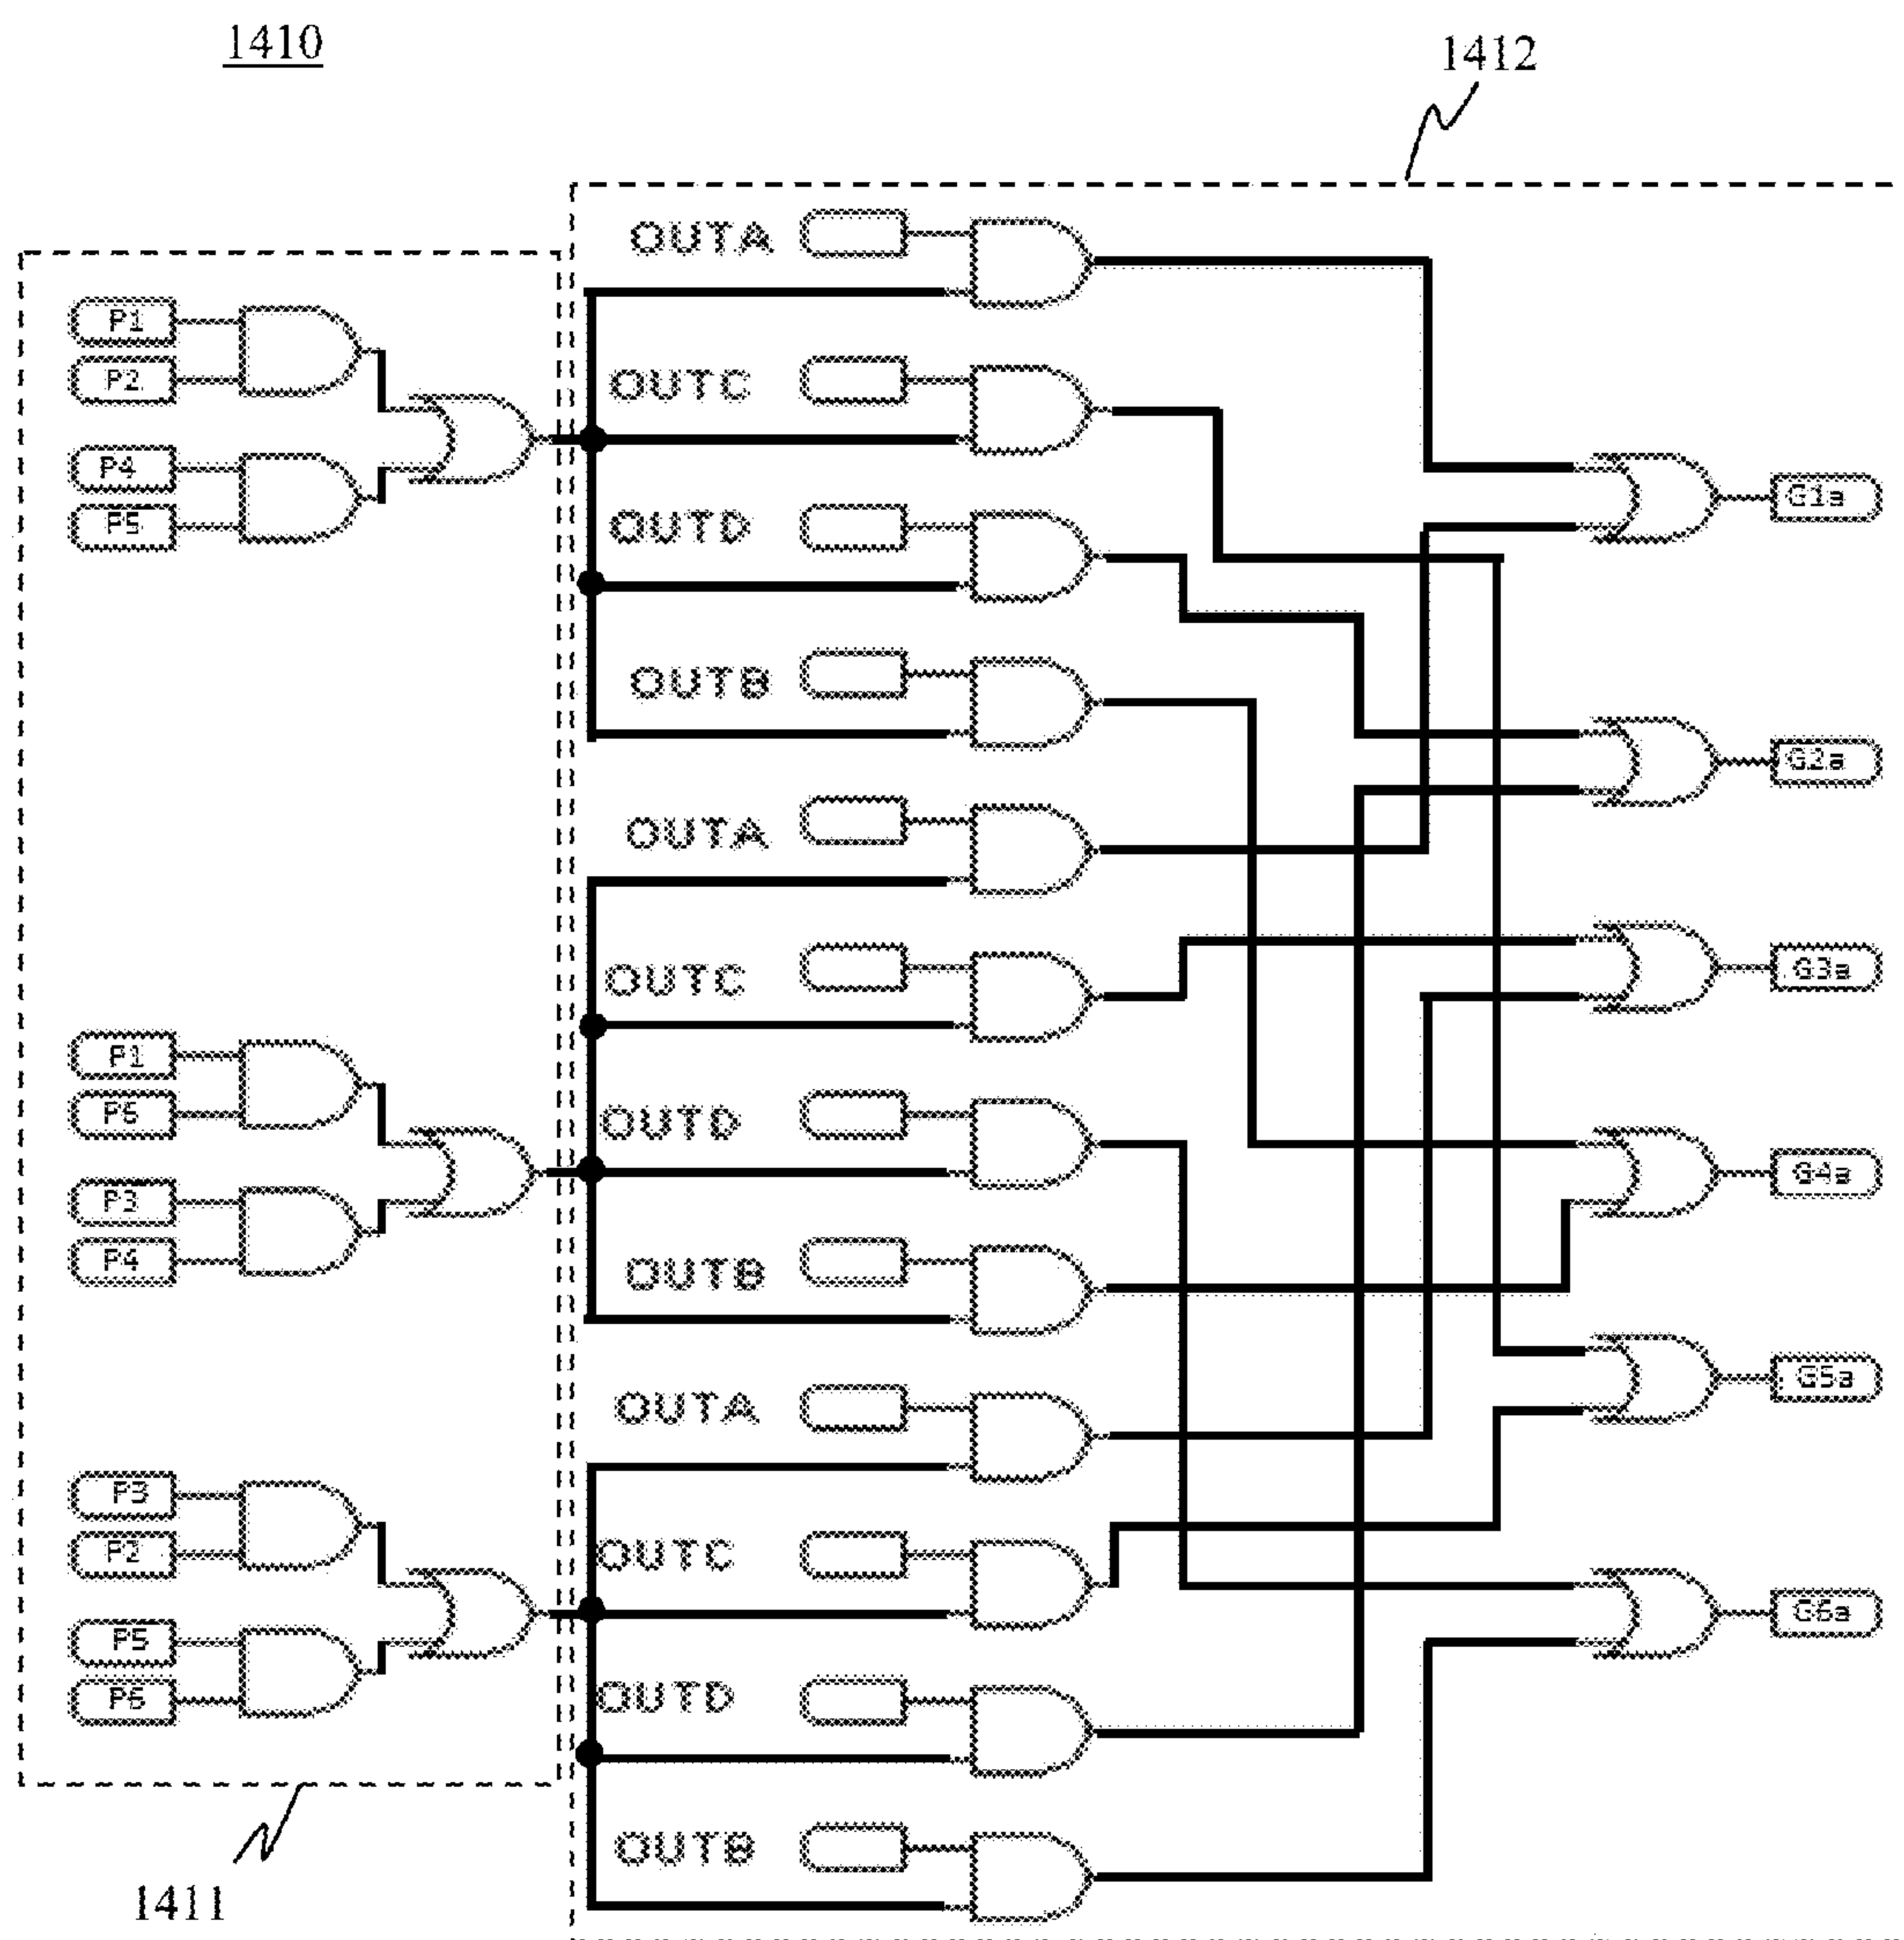 1410
1412
OUTA
P1
P2
OUTC
P4
P5
G1a
OUTD
OUTB
G2a
OUTA
OUTC
G3a
P1
P6
OUTD
G4a
P3
P4
OUTB
G5a
OUTA
P3
P2
OUTC
G6a
P5
P6
OUTD
OUTB
1411